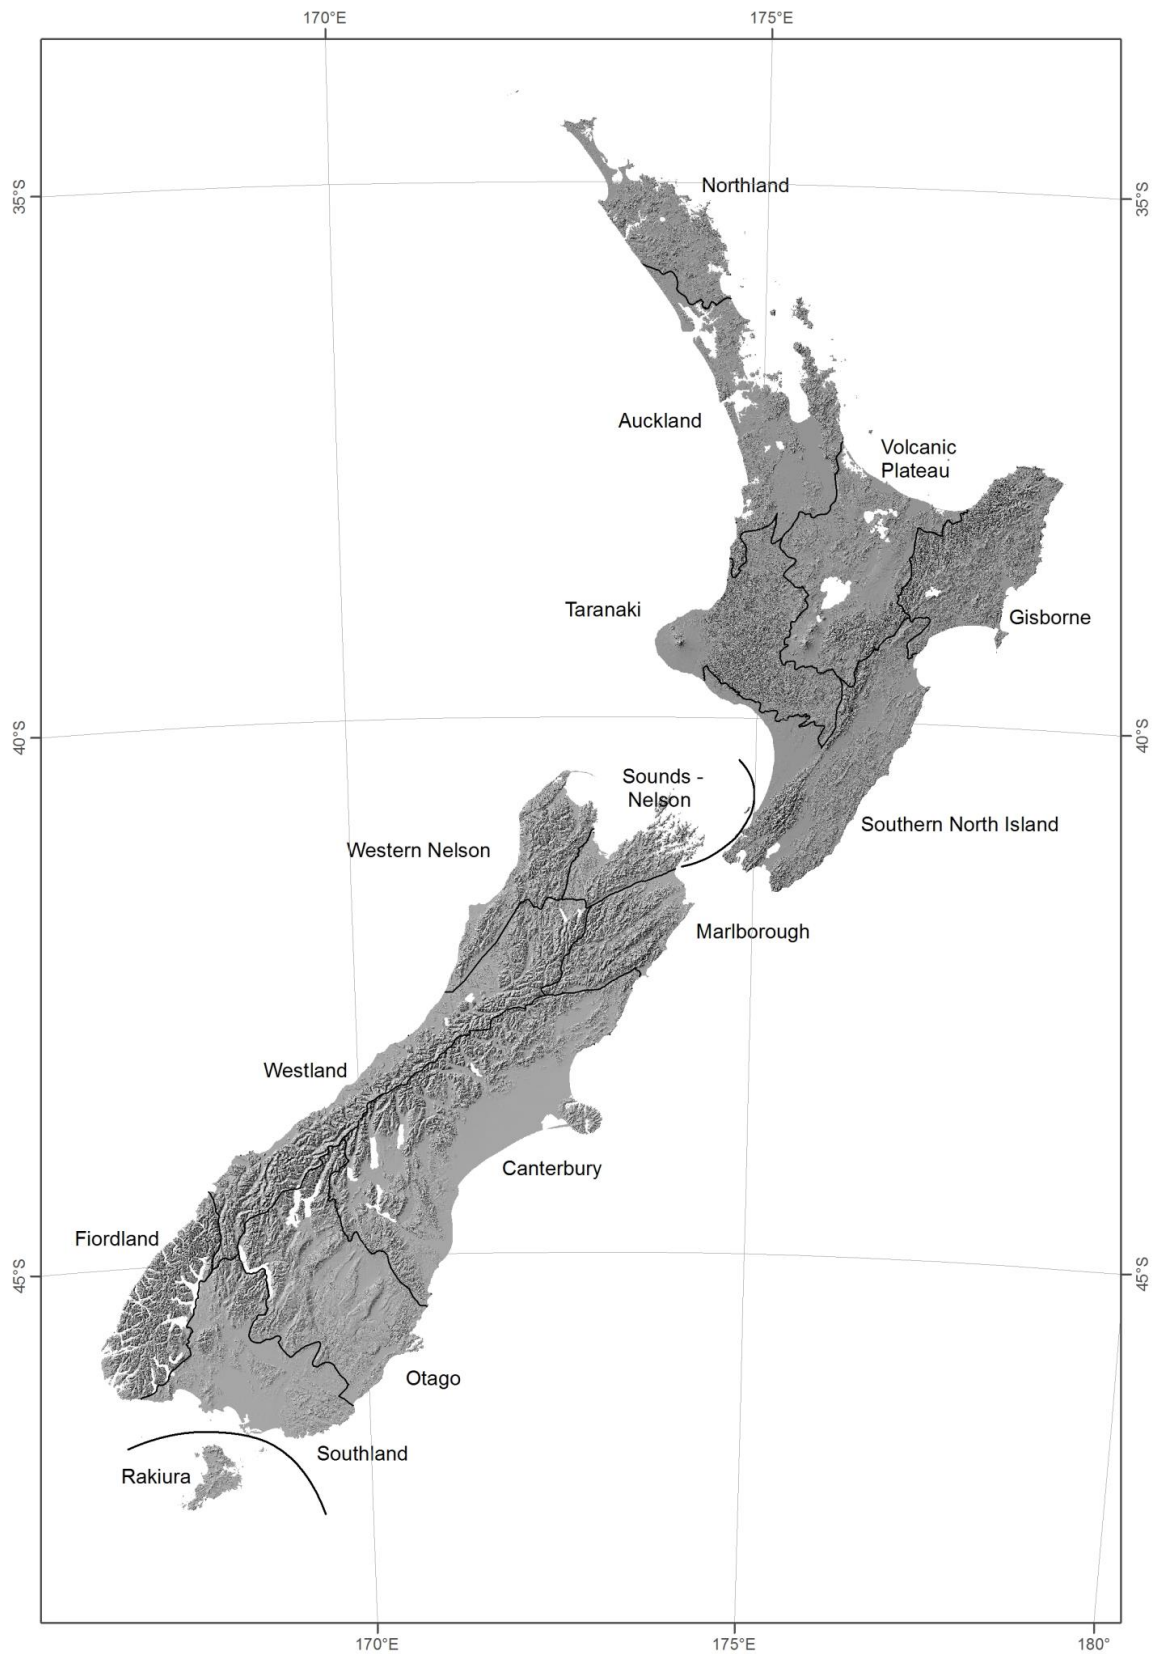 170°E
175°E
35°S
35°S
Northland
Auckland
Volcanic
Plateau
Taranaki
Gisborne
40°S
40°S
Sounds -
Nelson
Southern North Island
Western Nelson
Marlborough
Westland
Canterbury
Fiordland
45°S
45°S
Otago
Southland
Rakiura
170°E
175°E
180°